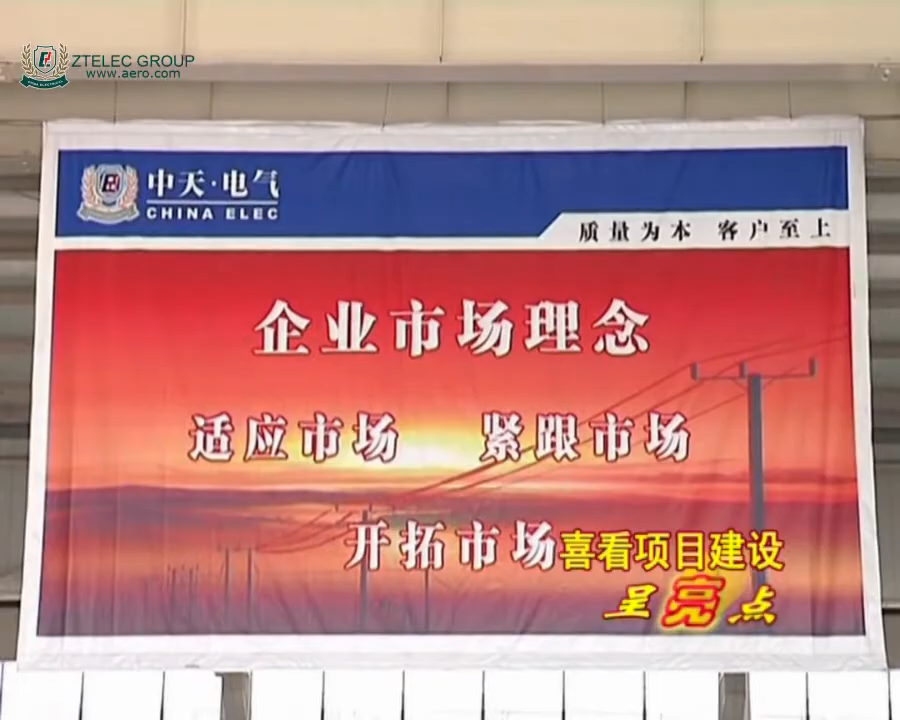 ZTELEC GROUP
www.aero.com
中天·电气
CHINA ELEC
质量为本 客户至上
企业市场理念
适应市场 紧跟市场
开拓市场
喜看项目建设
呈亮点